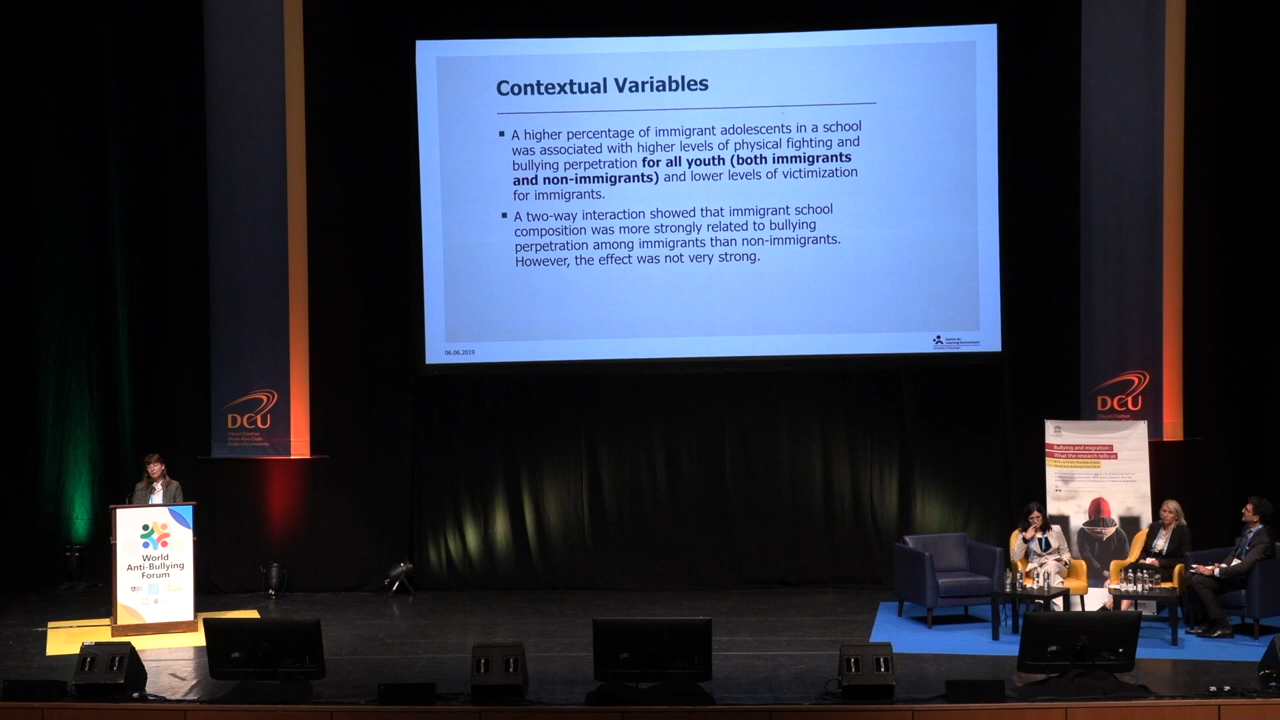 Contextual Variables
▪ A higher percentage of immigrant adolescents in a school
was associated with higher levels of physical fighting and
bullying perpetration for all youth (both immigrants
and non-immigrants) and lower levels of victimization
for immigrants.
▪ A two-way interaction showed that immigrant school
composition was more strongly related to bullying
perpetration among immigrants than non-immigrants.
However, the effect was not very strong.
06.06.2019
Centre for
Learning Environment
DCU
DCU
World
Anti-Bullying
Forum
Bullying and migration :
What the research tells us